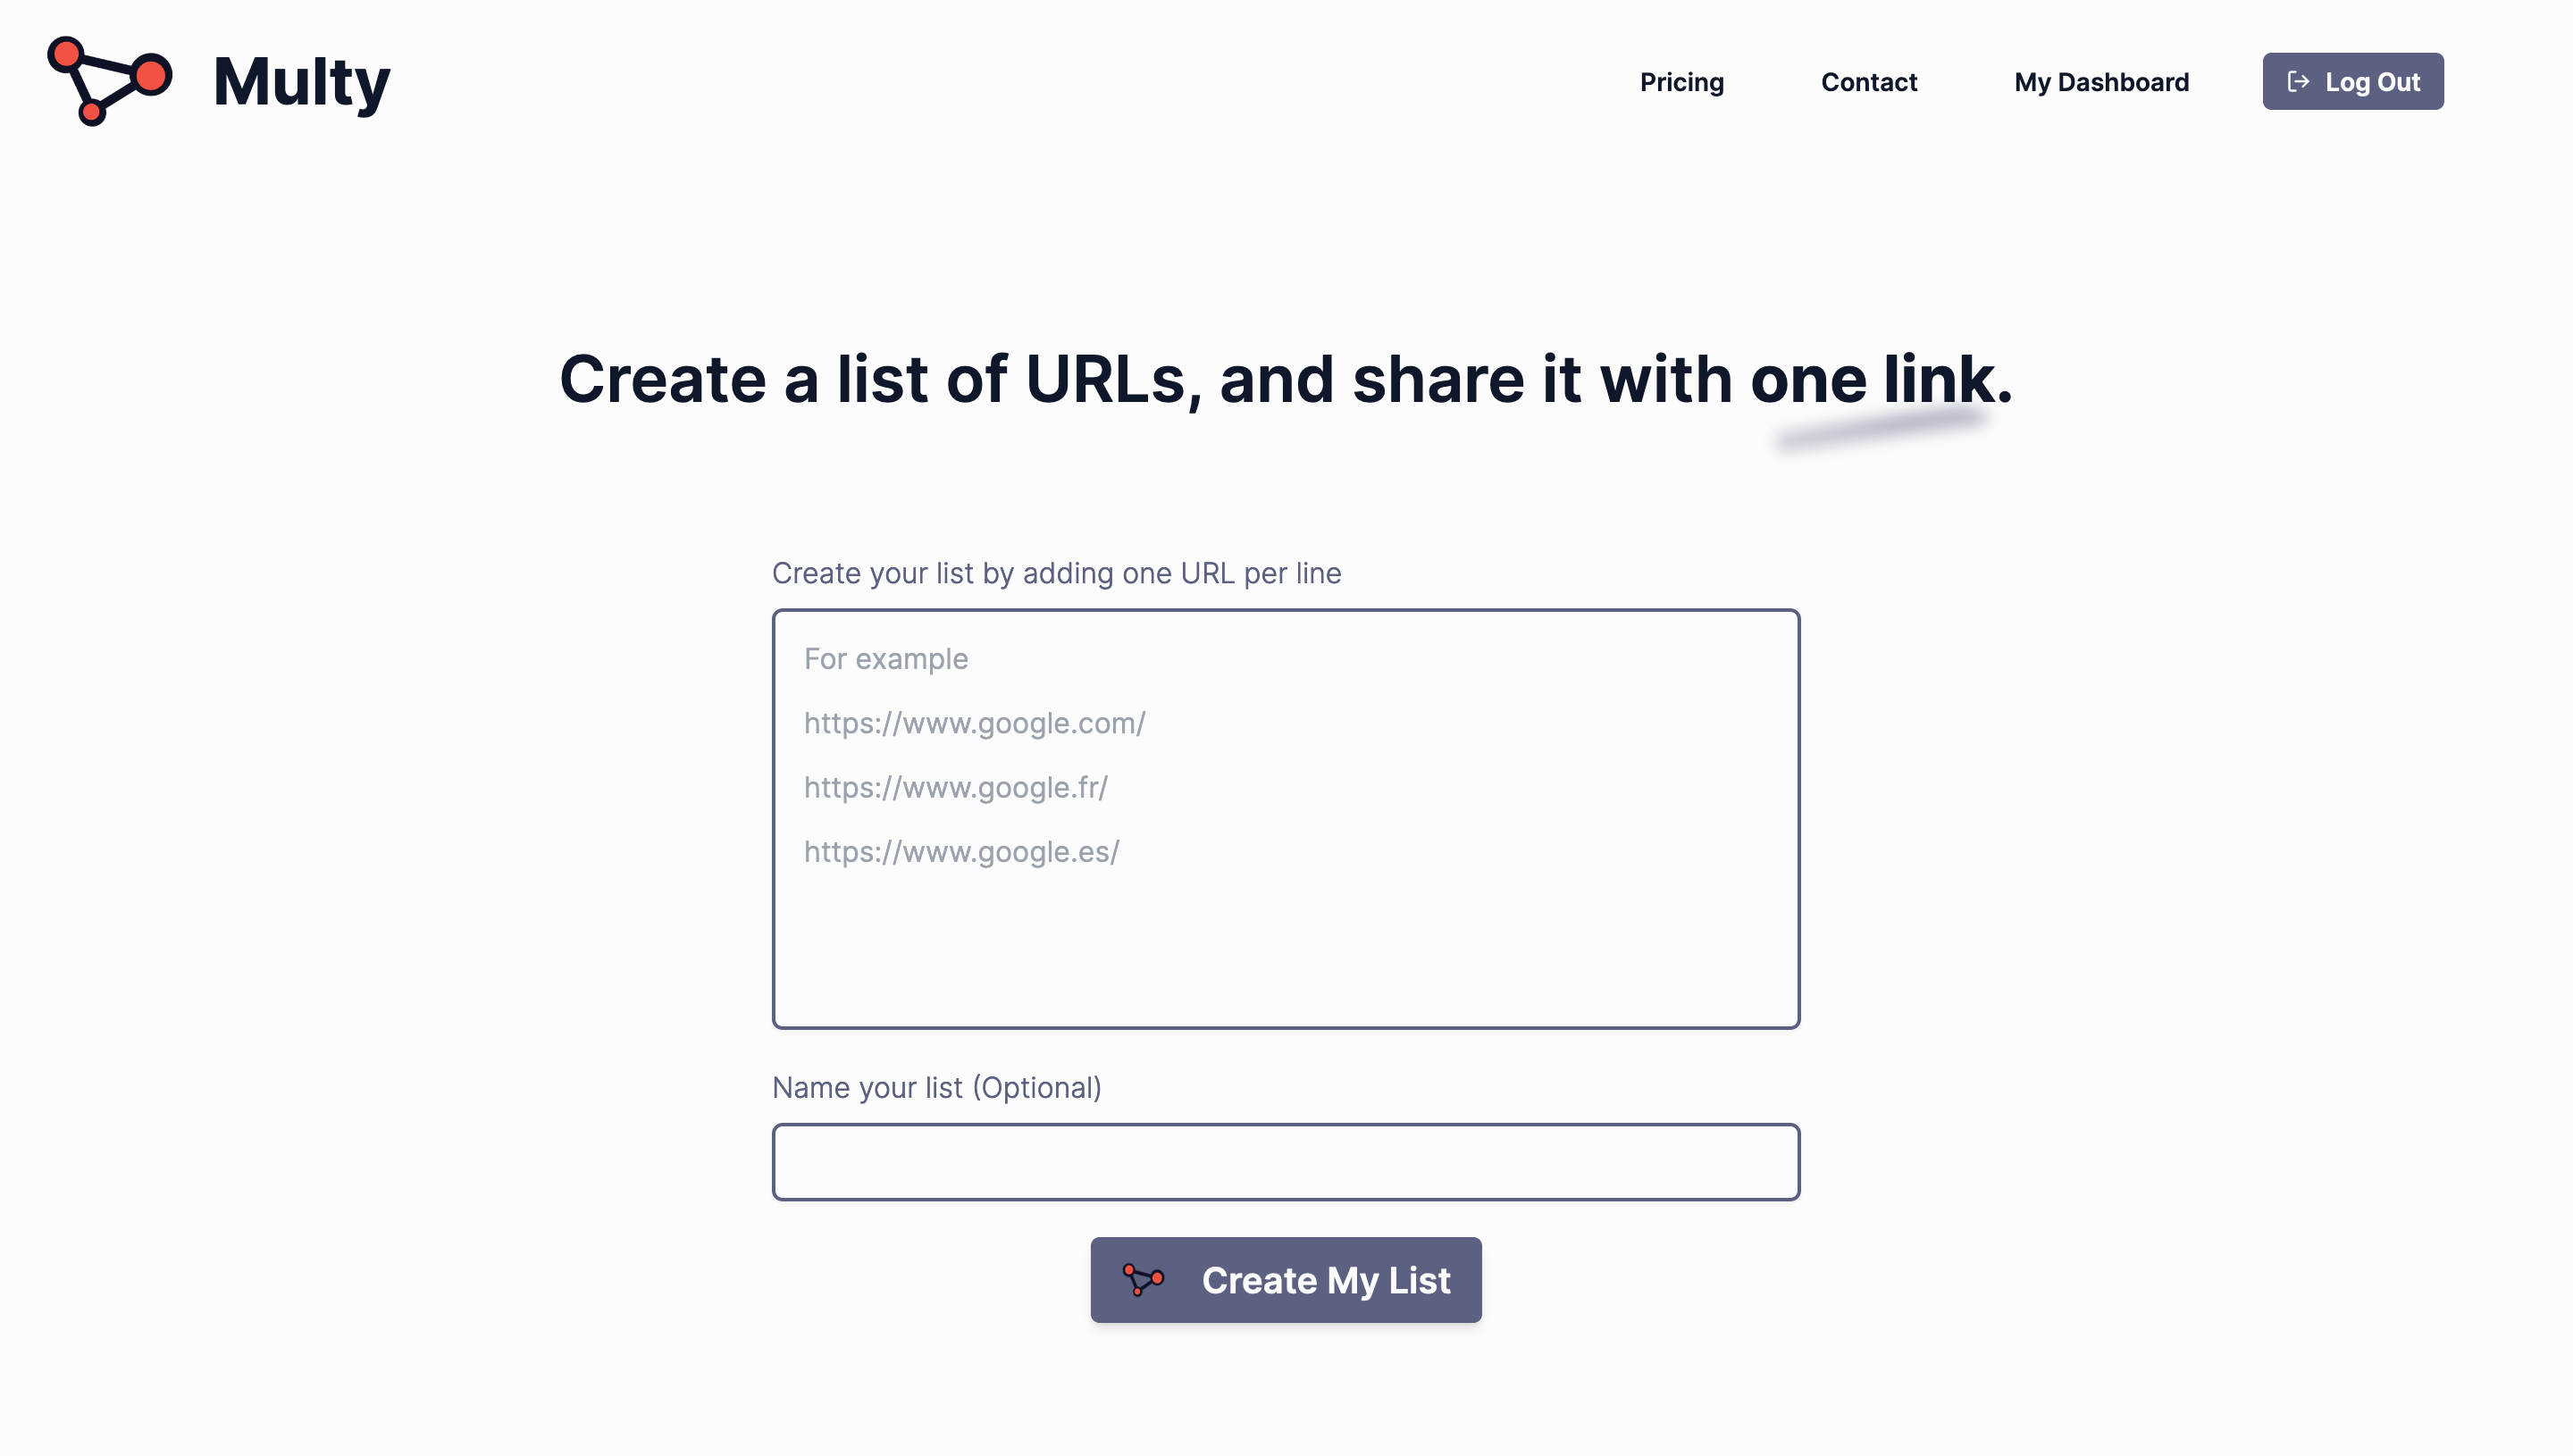 Multy
Pricing
Contact
My Dashboard
Log Out
Create a list of URLs, and share it with one link.
Create your list by adding one URL per line
For example
https://www.google.com/
https://www.google.fr/
https://www.google.es/
Name your list (Optional)
Create My List